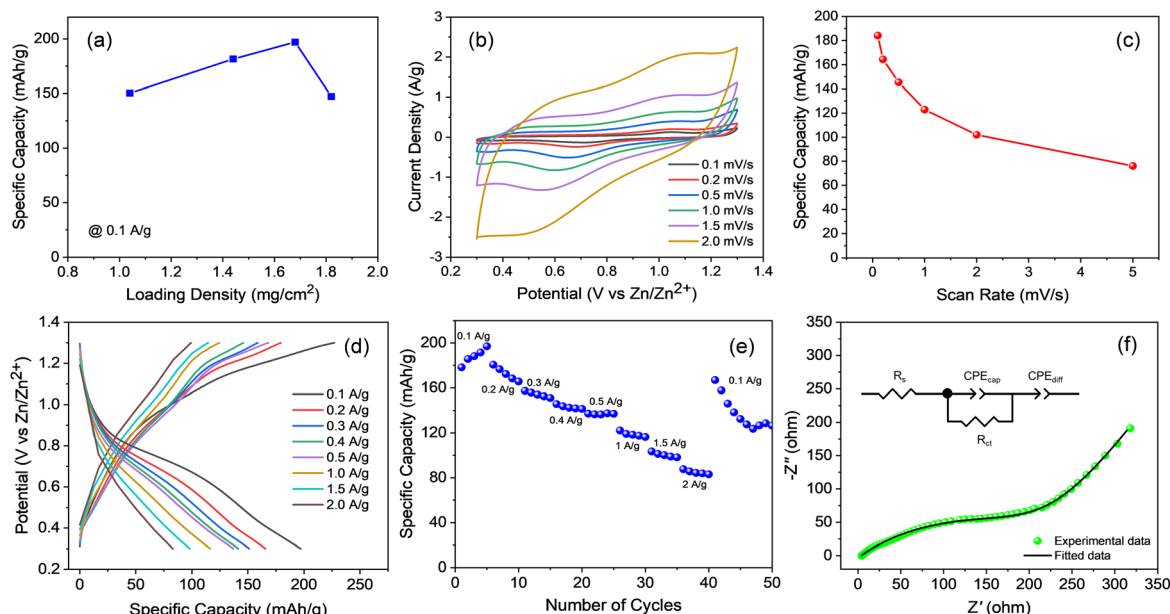 (a)
Specific Capacity (mAh/g)
200
150
100
50
0
@ 0.1 A/g
0.8 1.0 1.2 1.4 1.6 1.8 2.0
Loading Density (mg/cm²)
(b)
Current Density (A/g)
3
2
1
0
-1
-2
-3
0.1 mV/s
0.2 mV/s
0.5 mV/s
1.0 mV/s
1.5 mV/s
2.0 mV/s
0.2 0.4 0.6 0.8 1.0 1.2 1.4
Potential (V vs Zn/Zn²⁺)
(c)
Specific Capacity (mAh/g)
200
180
160
140
120
100
80
60
40
20
0
0 1 2 3 4 5
Scan Rate (mV/s)
(d)
Potential (V vs Zn/Zn²⁺)
1.4
1.2
1.0
0.8
0.6
0.4
0.2
0.1 A/g
0.2 A/g
0.3 A/g
0.4 A/g
0.5 A/g
1.0 A/g
1.5 A/g
2.0 A/g
0 50 100 150 200 250
Specific Capacity (mAh/g)
(e)
Specific Capacity (mAh/g)
200
160
120
80
40
0
0.1 A/g
0.2 A/g
0.3 A/g
0.4 A/g
0.5 A/g
1 A/g
1.5 A/g
2 A/g
0.1 A/g
0 10 20 30 40 50
Number of Cycles
(f)
-Z″ (ohm)
350
300
250
200
150
100
50
0
Rs
CPEcap
CPEdiff
Rct
Experimental data
Fitted data
0 50 100 150 200 250 300 350
Z′ (ohm)